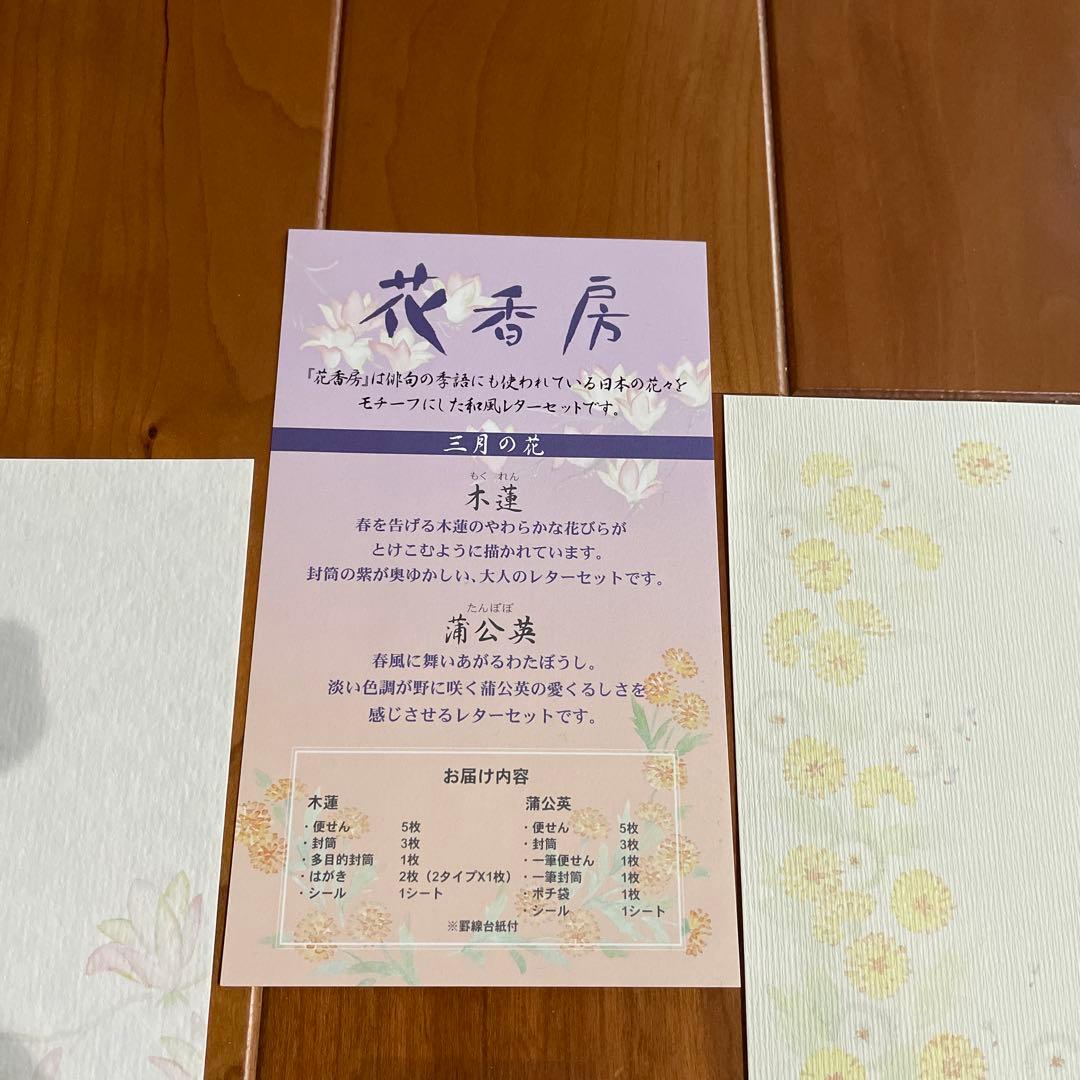 花香房
『花香房』は俳句の季語にも使われている日本の花々を
モチーフにした和風レターセットです。
三月の花
もくれん
木蓮
春を告げる木蓮のやわらかな花びらが
とけこむように描かれています。
封筒の紫が奥ゆかしい、大人のレターセットです。
たんぽぽ
蒲公英
春風に舞いあがるわたぼうし。
淡い色調が野に咲く蒲公英の愛くるしさを
感じさせるレターセットです。
お届け内容
木蓮
・便せん 5枚
・封筒 3枚
・多目的封筒 1枚
・はがき 2枚（2タイプX1枚）
・シール 1シート
蒲公英
・便せん 5枚
・封筒 3枚
・一筆便せん 1枚
・一筆封筒 1枚
・ポチ袋 1枚
・シール 1シート
※罫線台紙付